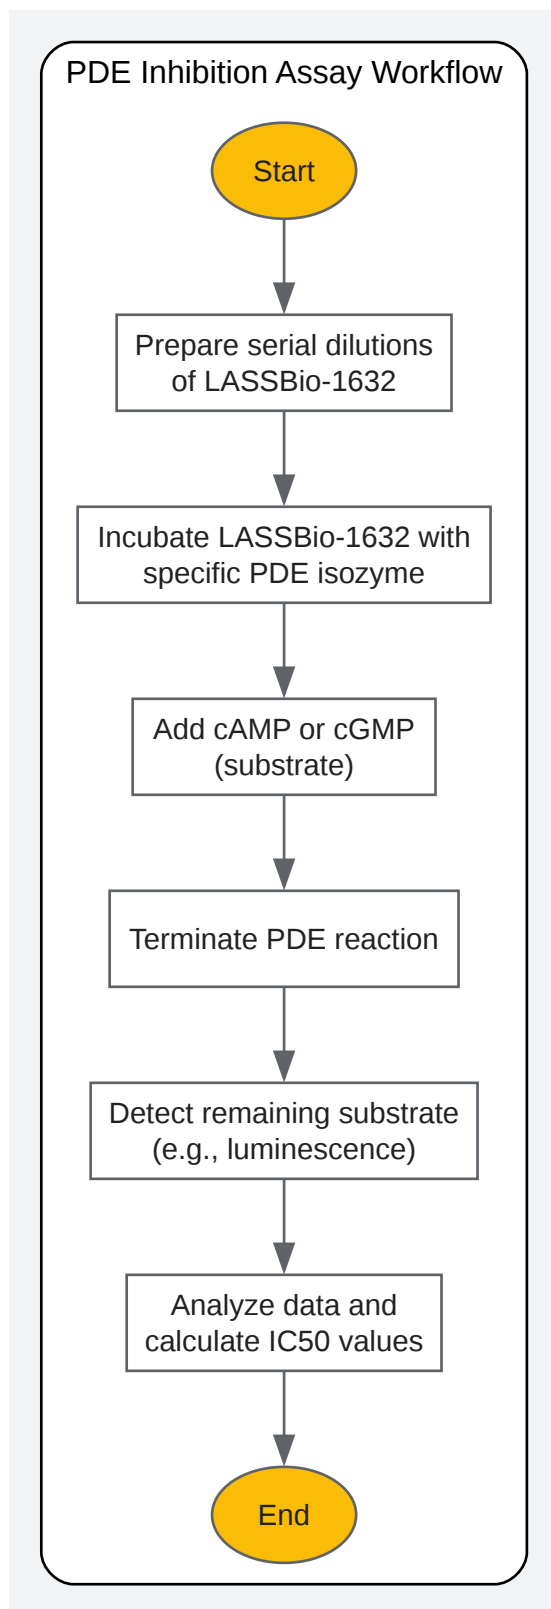 PDE Inhibition Assay Workflow
Start
Prepare serial dilutions
of LASSBio-1632
Incubate LASSBio-1632 with
specific PDE isozyme
Add cAMP or cGMP
(substrate)
Terminate PDE reaction
Detect remaining substrate
(e.g., luminescence)
Analyze data and
calculate IC50 values
End